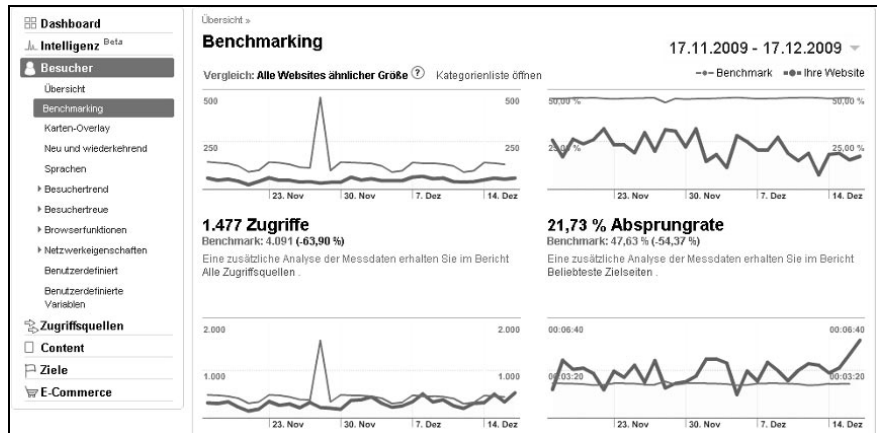 Dashboard
Intelligenz Beta
Besucher
Übersicht
Benchmarking
Karten-Overlay
Neu und wiederkehrend
Sprachen
Besuchertrend
Besuchertreue
Browserfunktionen
Netzwerkeigenschaften
Benutzerdefiniert
Benutzerdefinierte
Variablen
Zugriffsquellen
Content
Ziele
E-Commerce
Übersicht »
Benchmarking
17.11.2009 - 17.12.2009
Vergleich: Alle Websites ähnlicher Größe ? Kategorienliste öffnen
Benchmark Ihre Website
500 500
250 250
23. Nov 30. Nov 7. Dez 14. Dez
1.477 Zugriffe
Benchmark: 4.091 (-63,90 %)
Eine zusätzliche Analyse der Messdaten erhalten Sie im Bericht
Alle Zugriffsquellen .
50,00 % 50,00 %
25,00 % 25,00 %
23. Nov 30. Nov 7. Dez 14. Dez
21,73 % Absprungrate
Benchmark: 47,63 % (-54,37 %)
Eine zusätzliche Analyse der Messdaten erhalten Sie im Bericht
Beliebteste Zielseiten .
2.000 2.000
1.000 1.000
23. Nov 30. Nov 7. Dez 14. Dez
00:06:40 00:06:40
00:03:20 00:03:20
23. Nov 30. Nov 7. Dez 14. Dez